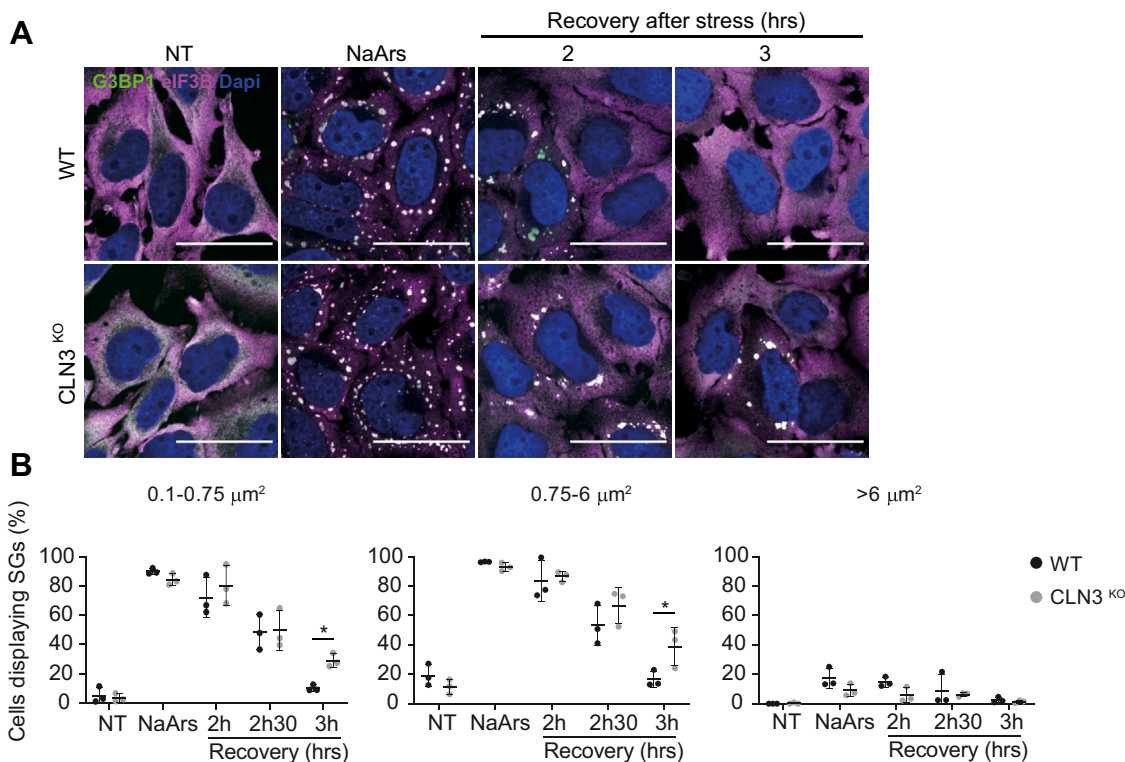 A
Recovery after stress (hrs)
NT NaArs 2 3
G3BP1 eIF3B Dapi
WT
CLN3 KO
B
0.1-0.75 μm² 0.75-6 μm² >6 μm²
Cells displaying SGs (%)
100 100 100
80 80 80
60 60 60
40 40 40
20 20 20
0 0 0
* *
WT
CLN3 KO
NT NaArs 2h 2h30 3h NT NaArs 2h 2h30 3h NT NaArs 2h 2h30 3h
Recovery (hrs) Recovery (hrs) Recovery (hrs)